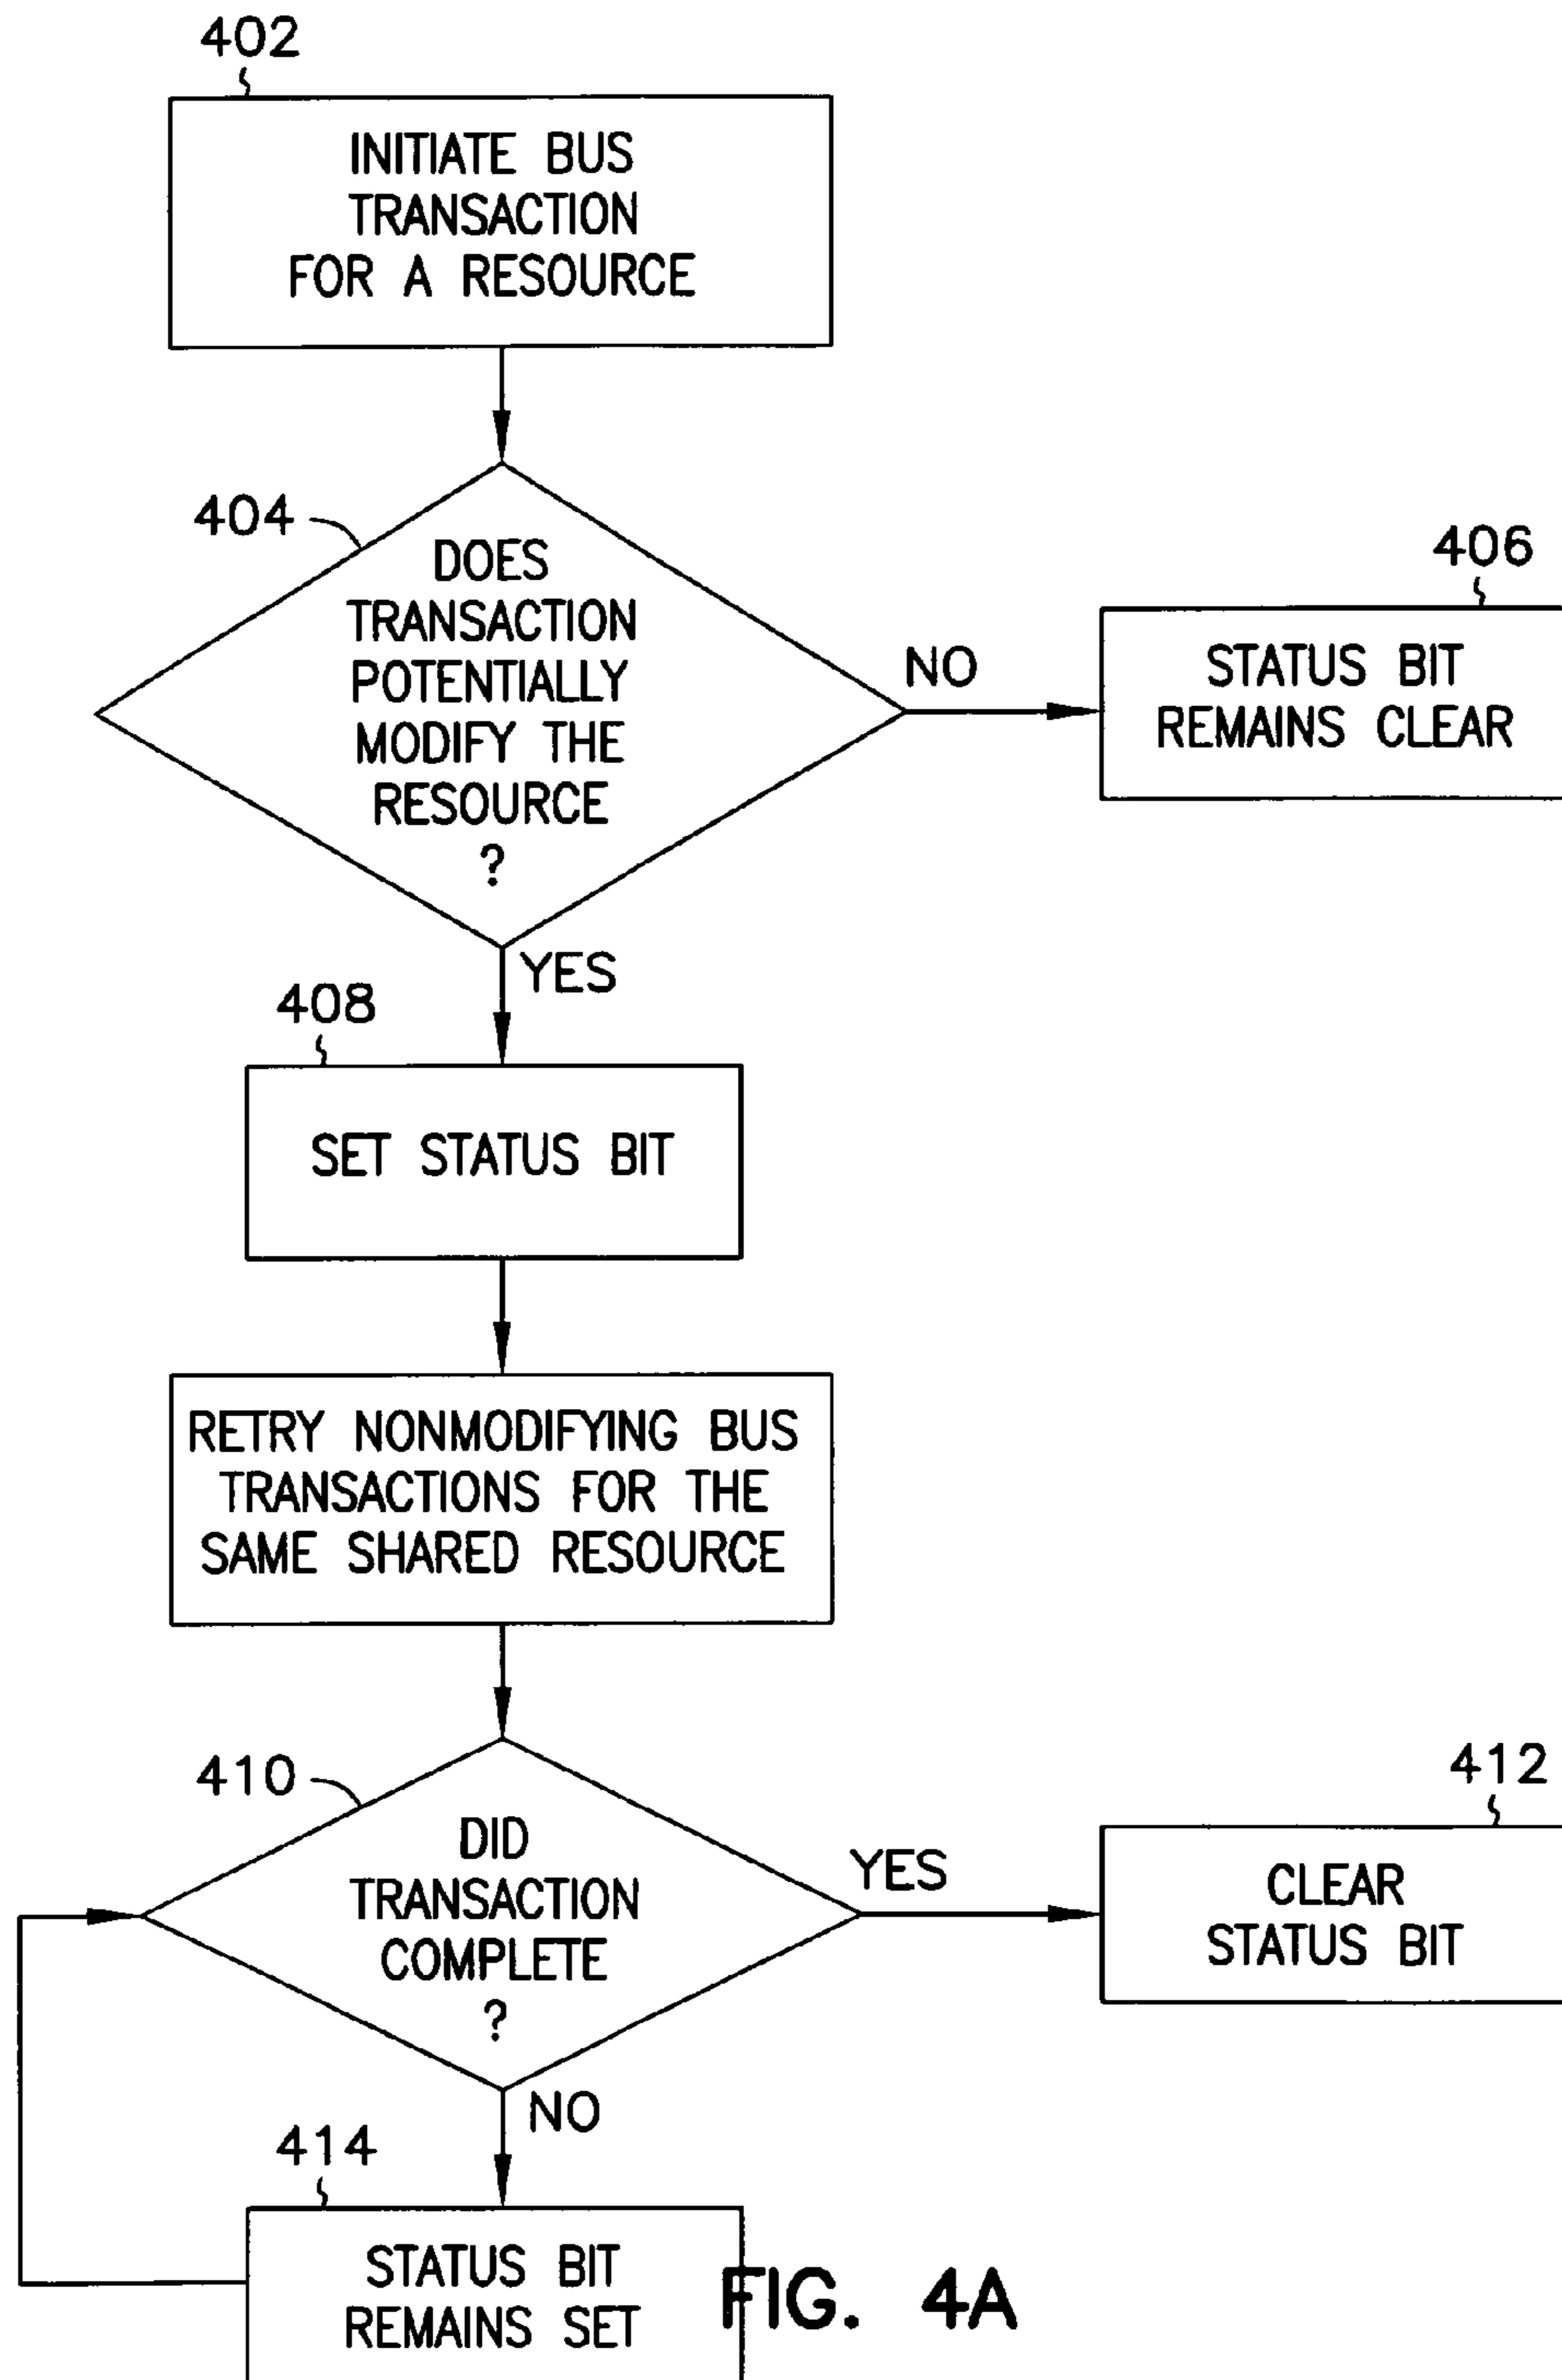 402
INITIATE BUS
TRANSACTION
FOR A RESOURCE
404
DOES
TRANSACTION
POTENTIALLY
MODIFY THE
RESOURCE
?
NO
406
STATUS BIT
REMAINS CLEAR
YES
408
SET STATUS BIT
RETRY NONMODIFYING BUS
TRANSACTIONS FOR THE
SAME SHARED RESOURCE
410
DID
TRANSACTION
COMPLETE
?
YES
412
CLEAR
STATUS BIT
NO
414
STATUS BIT
REMAINS SET
FIG. 4A